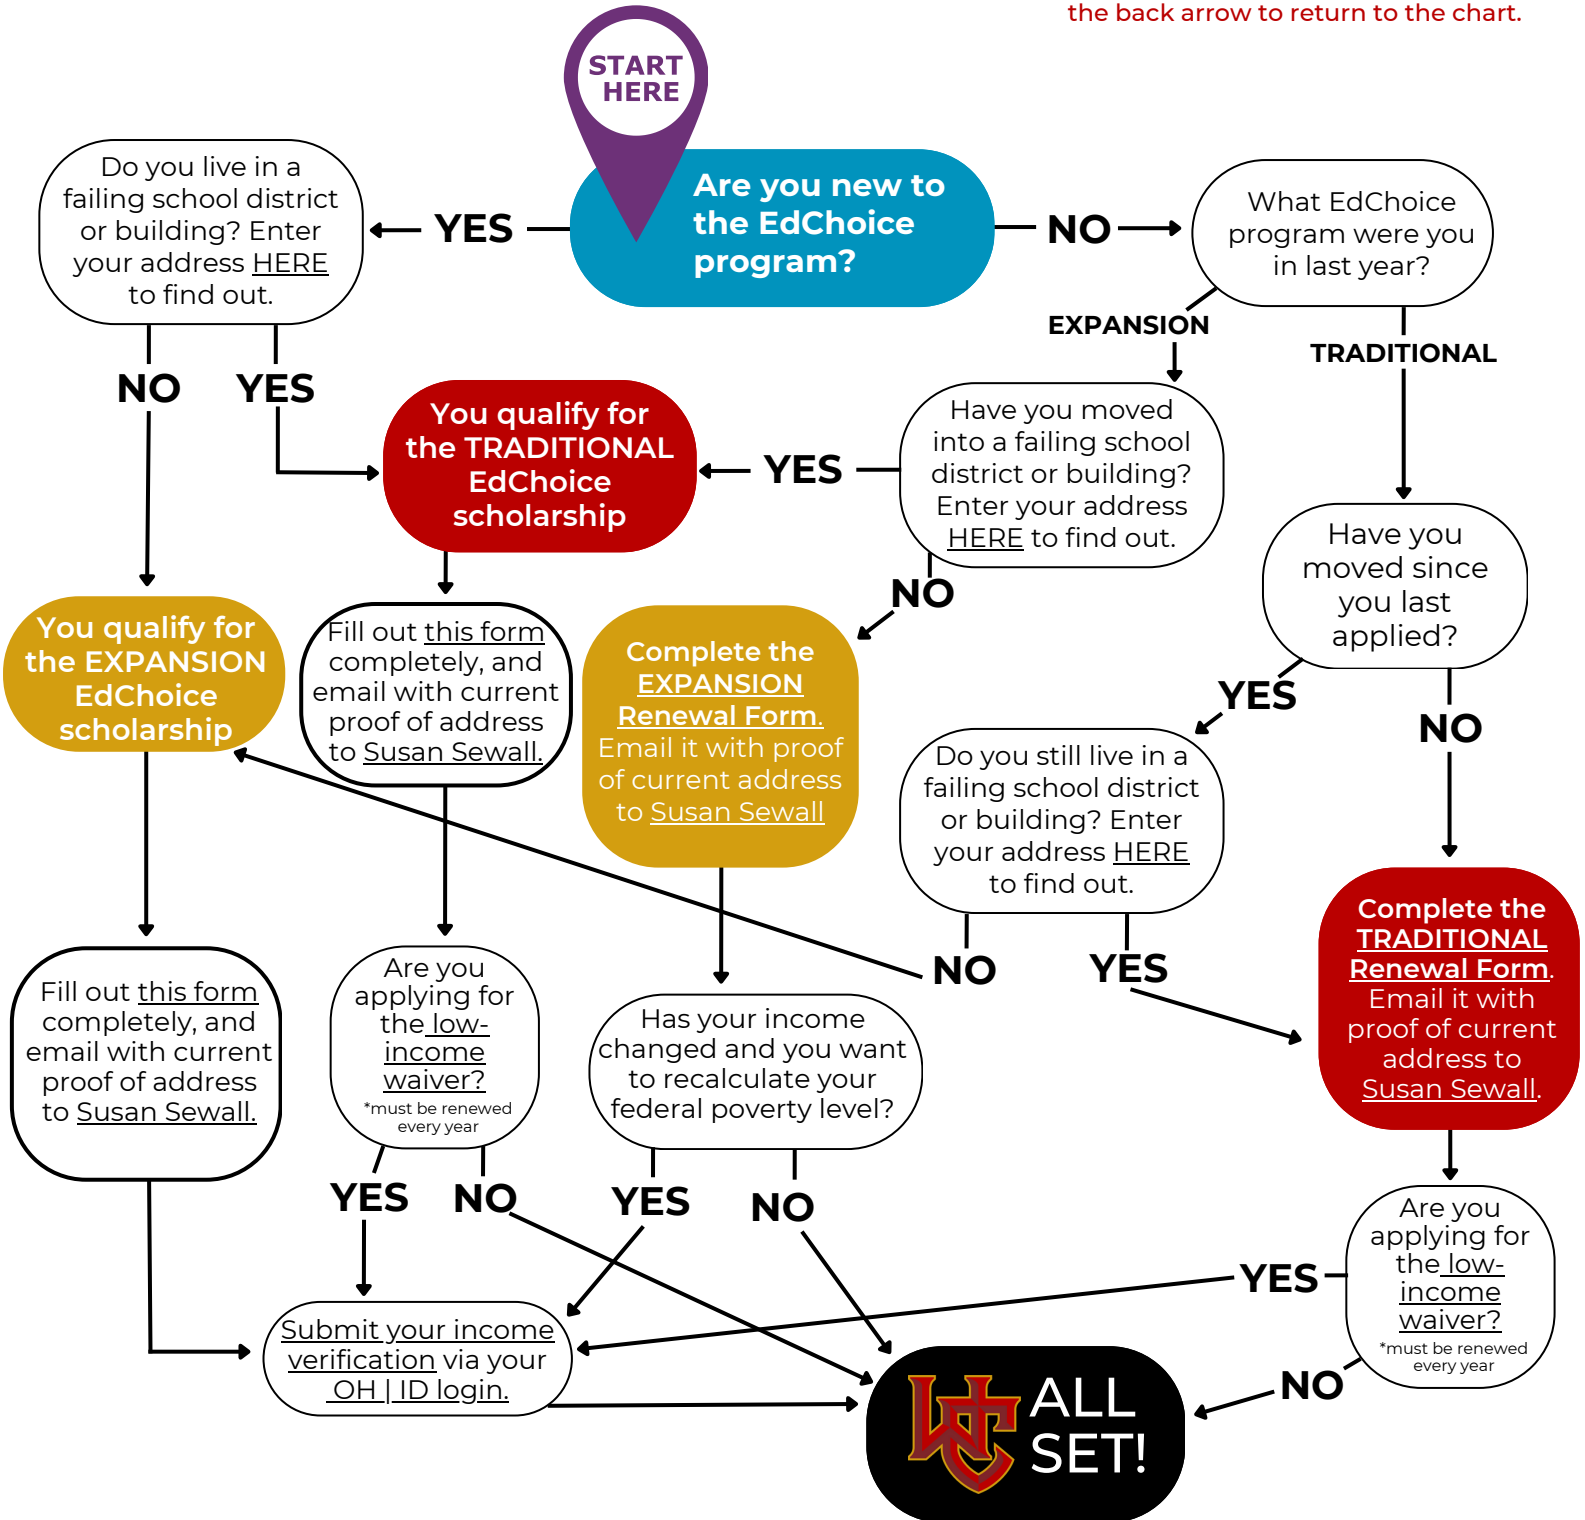 the back arrow to return to the chart.
START
HERE
Are you new to
the EdChoice
program?
YES
NO
Do you live in a
failing school district
or building? Enter
your address HERE
to find out.
What EdChoice
program were you
in last year?
EXPANSION
TRADITIONAL
NO
YES
You qualify for
the TRADITIONAL
EdChoice
scholarship
YES
Have you moved
into a failing school
district or building?
Enter your address
HERE to find out.
NO
Have you
moved since
you last
applied?
YES
NO
You qualify for
the EXPANSION
EdChoice
scholarship
Fill out this form
completely, and
email with current
proof of address
to Susan Sewall.
Complete the
EXPANSION
Renewal Form.
Email it with proof
of current address
to Susan Sewall
Do you still live in a
failing school district
or building? Enter
your address HERE
to find out.
NO
YES
Complete the
TRADITIONAL
Renewal Form.
Email it with
proof of current
address to
Susan Sewall.
Fill out this form
completely, and
email with current
proof of address
to Susan Sewall.
Are you
applying for
the low-
income
waiver?
*must be renewed
every year
Has your income
changed and you want
to recalculate your
federal poverty level?
YES
NO
YES
NO
Are you
applying for
the low-
income
waiver?
*must be renewed
every year
YES
NO
Submit your income
verification via your
OH | ID login.
WC
ALL
SET!